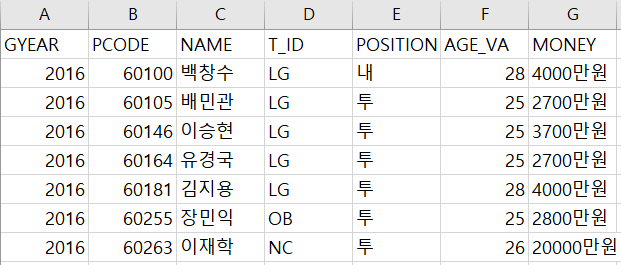 A B C D E F G
GYEAR PCODE NAME T_ID POSITION AGE_VA MONEY
2016 60100 백창수 LG 내 28 4000만원
2016 60105 배민관 LG 투 25 2700만원
2016 60146 이승현 LG 투 25 3700만원
2016 60164 유경국 LG 투 25 2700만원
2016 60181 김지용 LG 투 28 4000만원
2016 60255 장민익 OB 투 25 2800만원
2016 60263 이재학 NC 투 26 20000만원